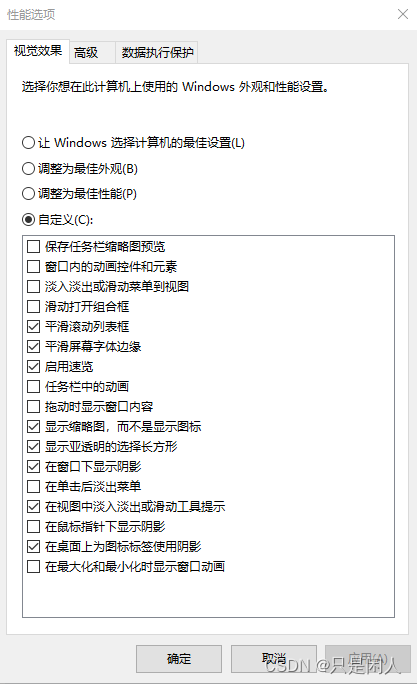 性能选项
视觉效果 高级 数据执行保护
选择你想在此计算机上使用的 Windows 外观和性能设置。
让 Windows 选择计算机的最佳设置(L)
调整为最佳外观(B)
调整为最佳性能(P)
自定义(C):
保存任务栏缩略图预览
窗口内的动画控件和元素
淡入淡出或滑动菜单到视图
滑动打开组合框
平滑滚动列表框
平滑屏幕字体边缘
启用速览
任务栏中的动画
拖动时显示窗口内容
显示缩略图，而不是显示图标
显示亚透明的选择长方形
在窗口下显示阴影
在单击后淡出菜单
在视图中淡入淡出或滑动工具提示
在鼠标指针下显示阴影
在桌面上为图标标签使用阴影
在最大化和最小化时显示窗口动画
确定 取消 应用(A)
CSDN @只是闲人